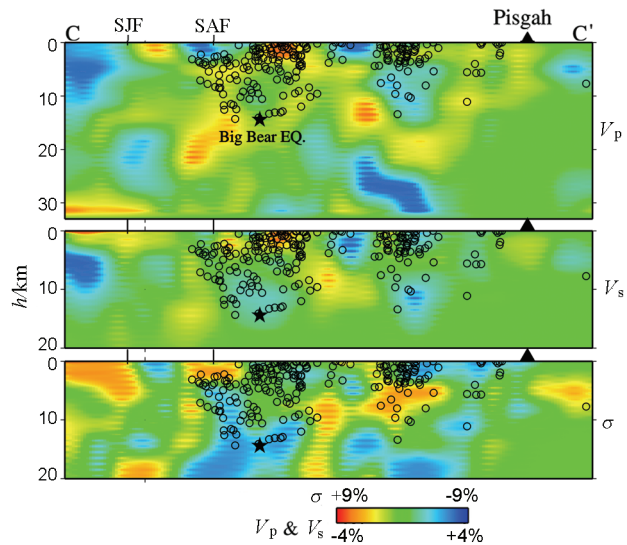 Pisgah
SJF SAF
C C'
0
10
20
30
Big Bear EQ.
Vp
0
10
20
Vs
h/km
0
10
20
σ
σ +9% -9%
Vp & Vs -4% +4%